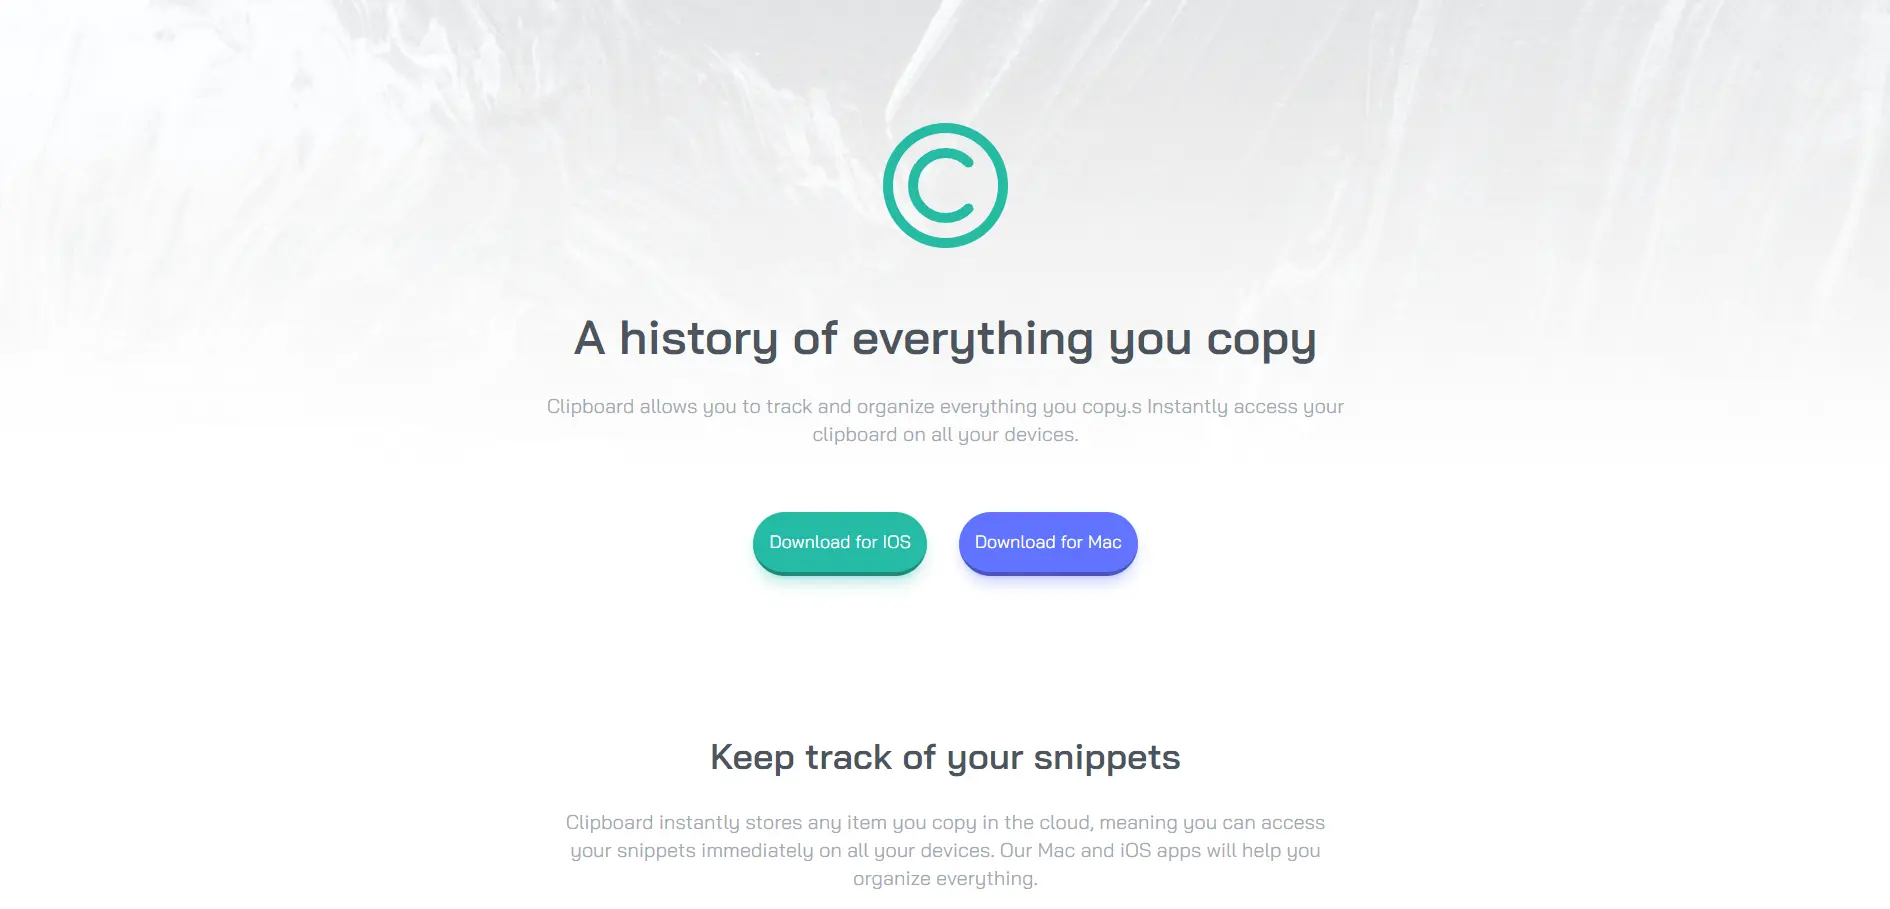 A history of everything you copy
Clipboard allows you to track and organize everything you copy.s Instantly access your
clipboard on all your devices.
Download for IOS
Download for Mac
Keep track of your snippets
Clipboard instantly stores any item you copy in the cloud, meaning you can access
your snippets immediately on all your devices. Our Mac and iOS apps will help you
organize everything.